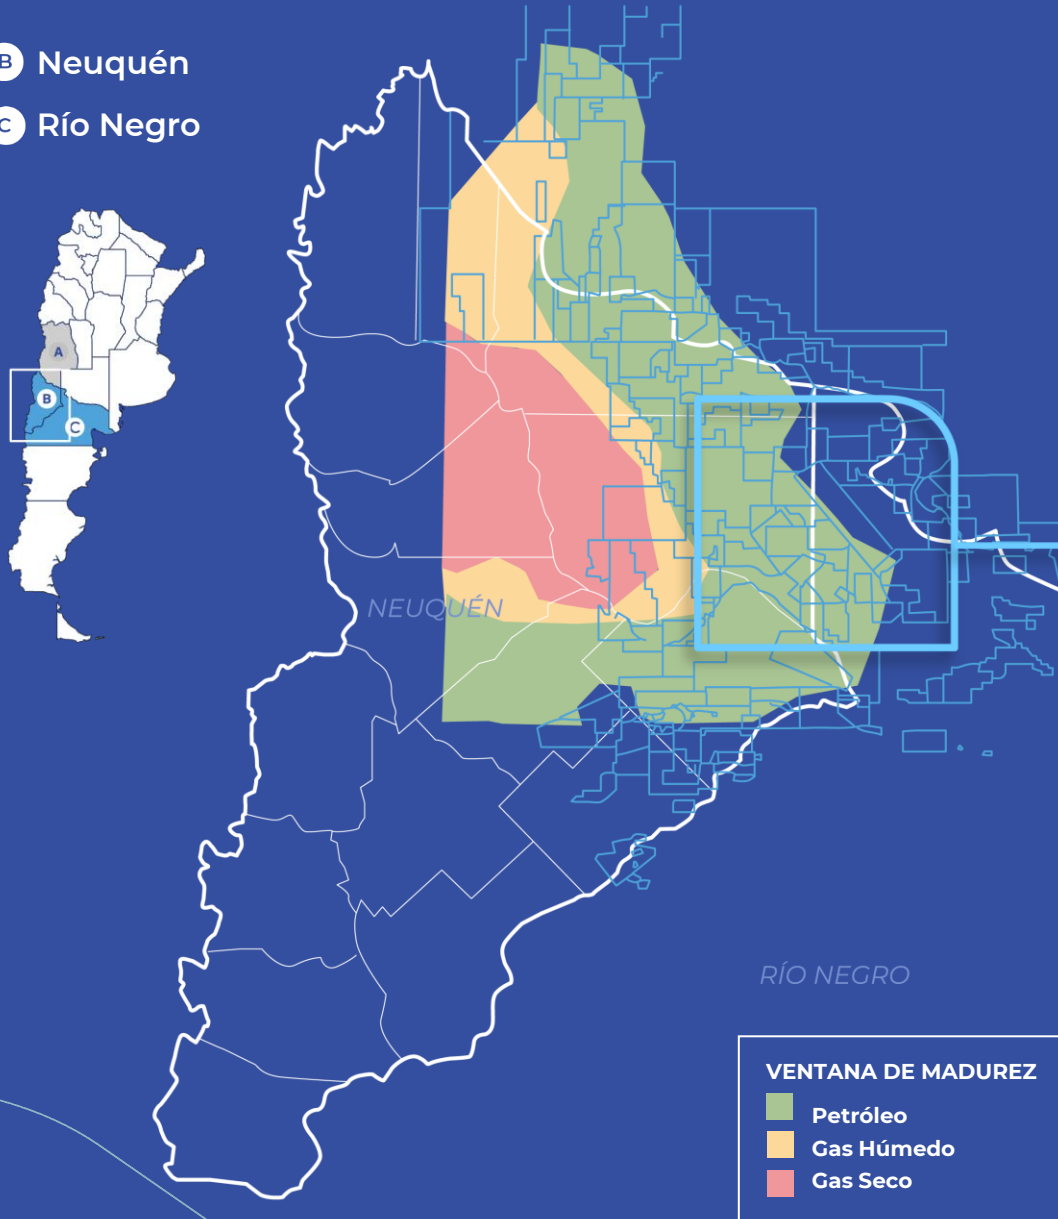 B Neuquén
C Río Negro
A
B
C
NEUQUÉN
RÍO NEGRO
VENTANA DE MADUREZ
Petróleo
Gas Húmedo
Gas Seco